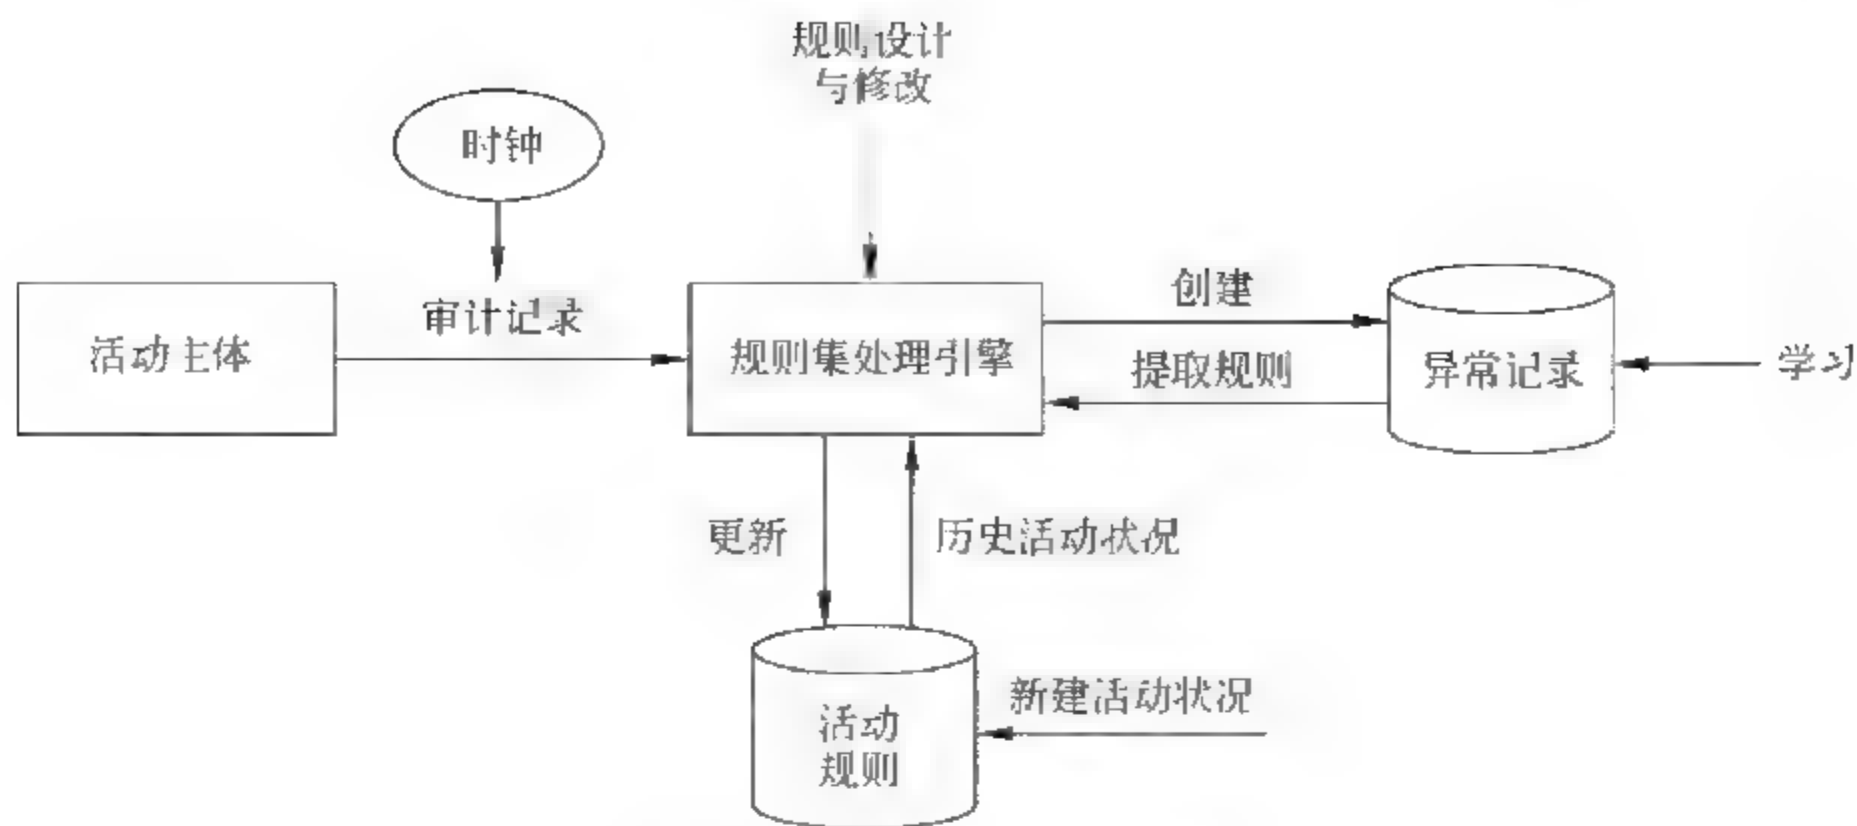 规则设计
与修改
时钟
审计记录
活动主体
规则集处理引擎
创建
提取规则
异常记录
学习
更新
历史活动状况
新建活动状况
活动
规则